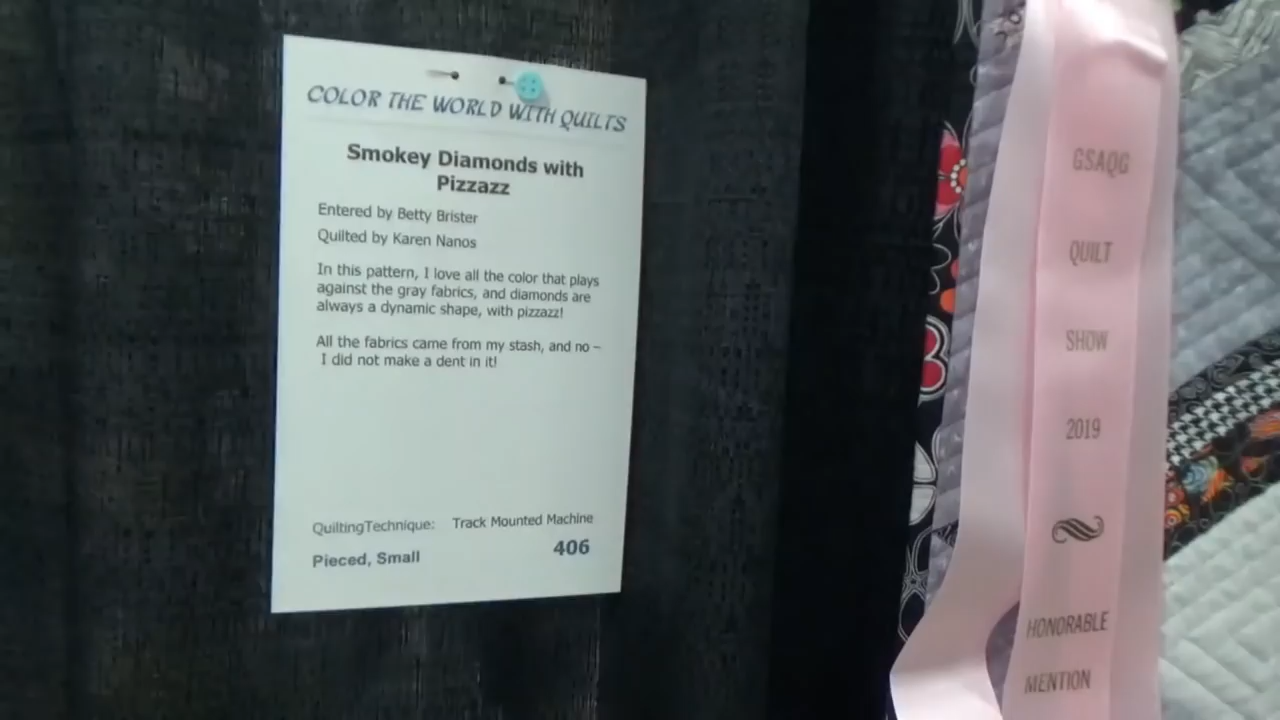 COLOR THE WORLD WITH QUILTS
Smokey Diamonds with
Pizzazz
Entered by Betty Brister
Quilted by Karen Nanos
In this pattern, I love all the color that plays
against the gray fabrics, and diamonds are
always a dynamic shape, with pizzazz!
All the fabrics came from my stash, and no –
I did not make a dent in it!
QuiltingTechnique: Track Mounted Machine
Pieced, Small 406
GSAQG
QUILT
SHOW
2019
HONORABLE
MENTION